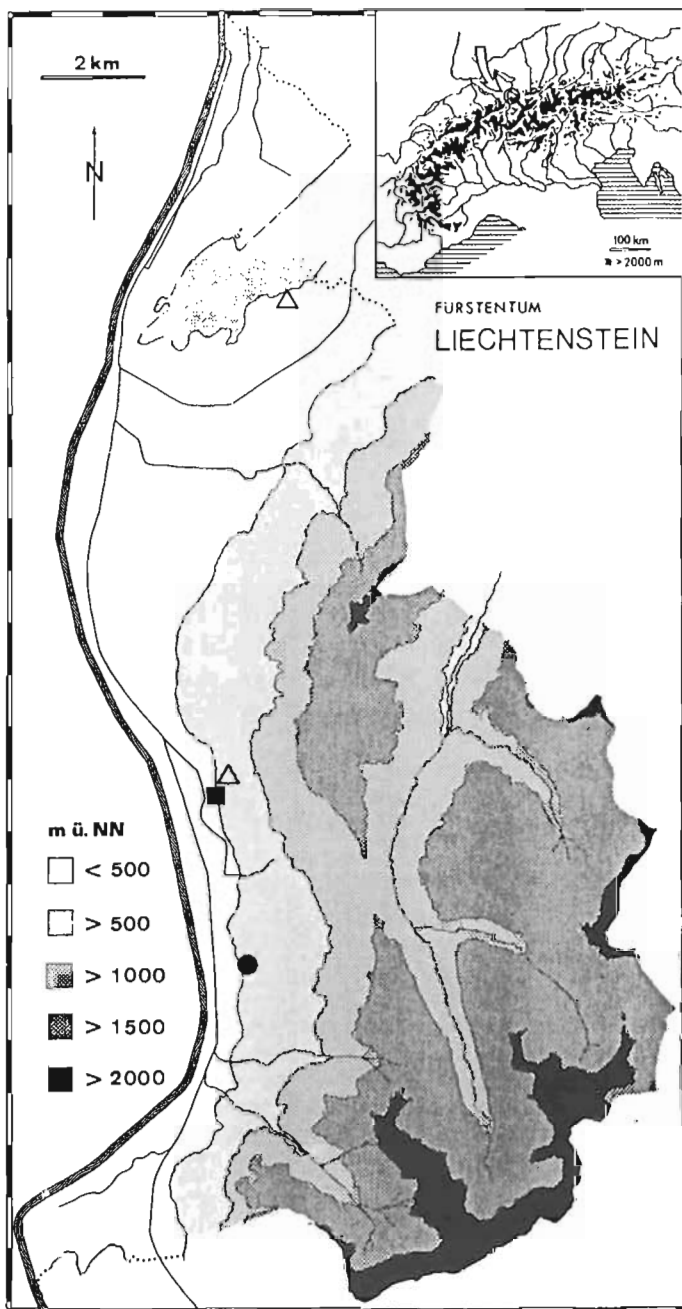 2 km
N
100 km
> 2000 m
FÜRSTENTUM
LIECHTENSTEIN
m ü. NN
< 500
> 500
> 1000
> 1500
> 2000